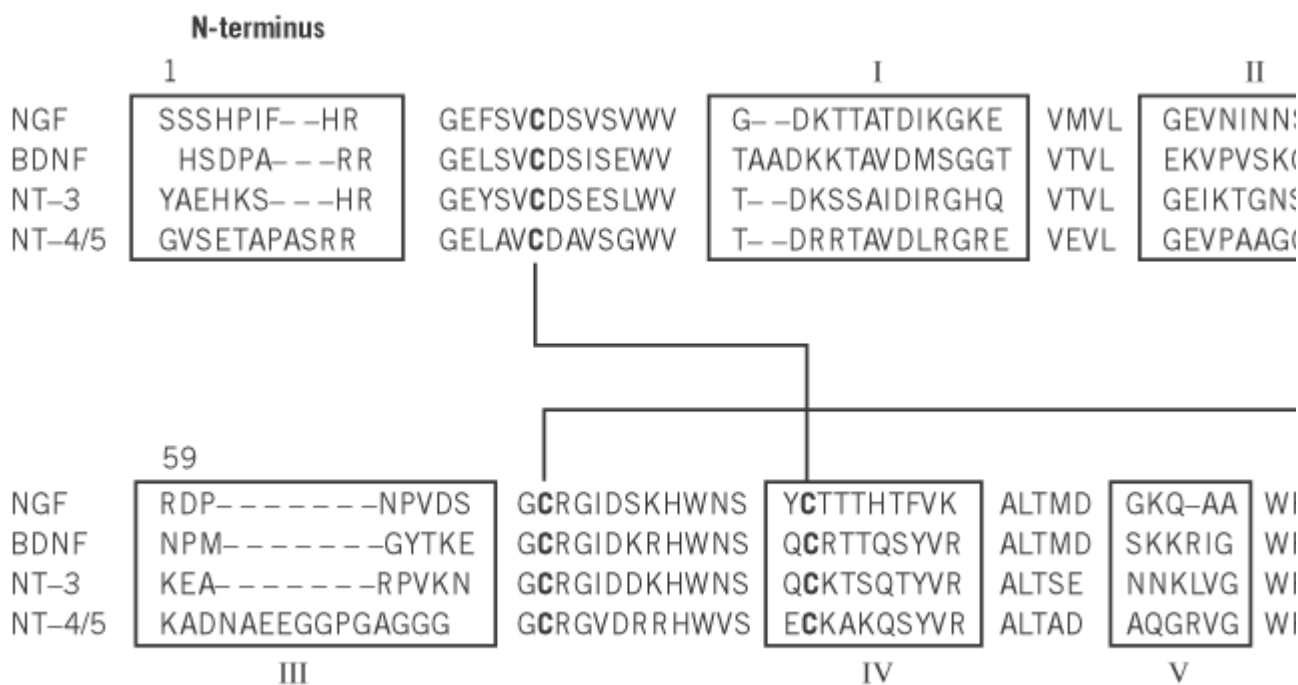 N-terminus
1 I II
NGF SSSHPIF--HR GEFSVCDSVSVWV G--DKTTATDIKGKE VMVL GEVNINNS
BDNF HSDPA---RR GELSVCDSISEWV TAADKKTAVDMSGGT VTVL EKVPVSK
NT-3 YAEHKS---HR GEYSVCDSESLWV T--DKSSAIDIRGHQ VTVL GEIKTGNS
NT-4/5 GVSETAPASRR GELAVCDAVSGWV T--DRRTAVDLRGRE VEVL GEVPAAG
59
NGF RDP-------NPVDS GCRGIDSKHWNS YCTTTHTFVK ALTMD GKQ-AA W
BDNF NPM-------GYTKE GCRGIDKRHWNS QCRTTQSYVR ALTMD SKKRIG W
NT-3 KEA-------RPVKN GCRGIDDKHWNS QCKTSQTYVR ALTSE NNKLVG W
NT-4/5 KADNAEEGGPGAGGG GCRGVDRRHWVS ECKAKQSYVR ALTAD AQGRVG W
III IV V